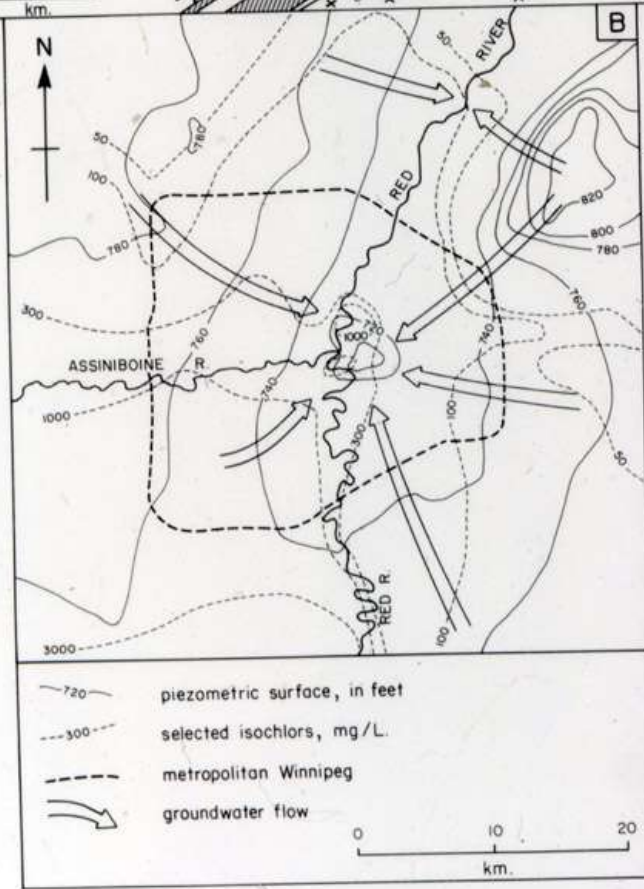 km.
B
N
50
RIVER
RED
780
50
100
820
800
780
780
760
300
760
720
1000
740
ASSINIBOINE R.
740
1000
300
100
50
RED R.
3000
100
720 piezometric surface, in feet
300 selected isochlors, mg/L.
metropolitan Winnipeg
groundwater flow
0 10 20
km.